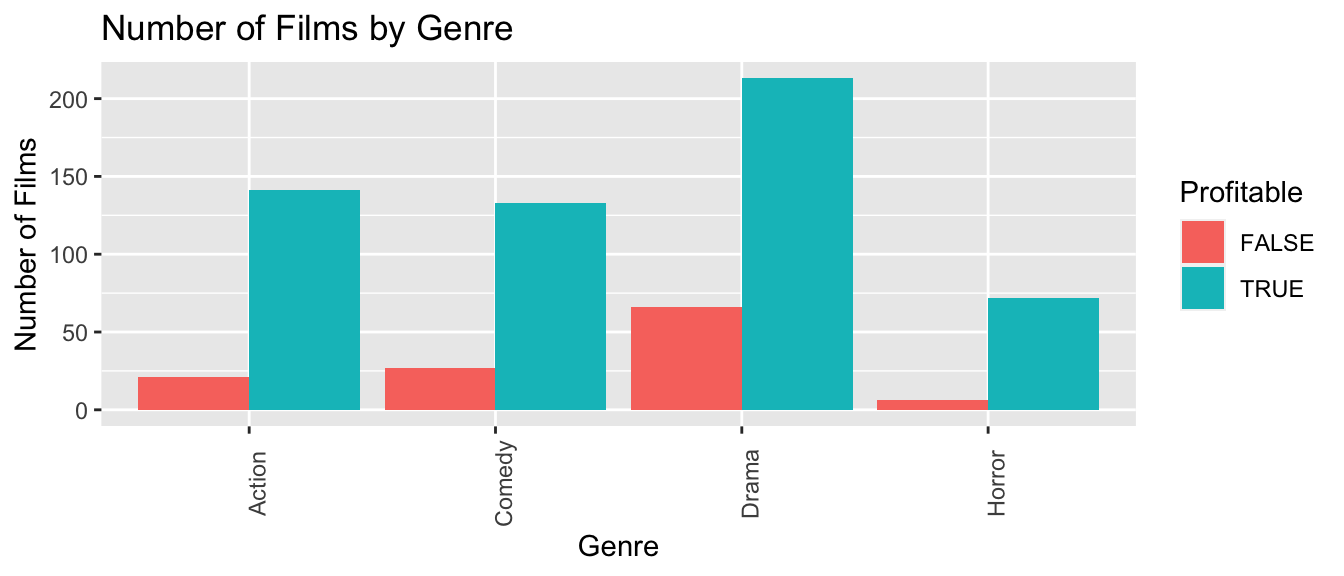 Number of Films by Genre
Number of Films
200
150
100
50
0
Action
Comedy
Drama
Horror
Genre
Profitable
FALSE
TRUE